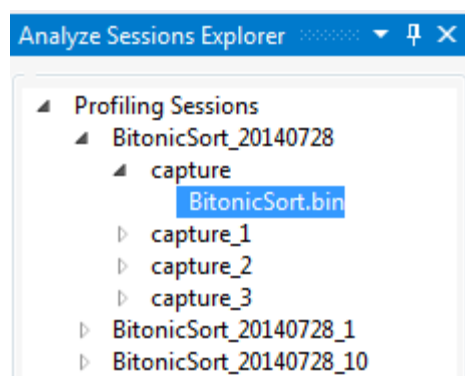 Analyze Sessions Explorer
Profiling Sessions
BitonicSort_20140728
capture
BitonicSort.bin
capture_1
capture_2
capture_3
BitonicSort_20140728_1
BitonicSort_20140728_10